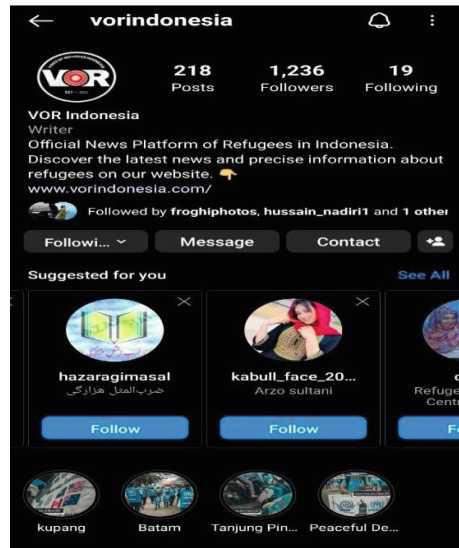 vorindonesia
VOR
218 1,236 19
Posts Followers Following
VOR Indonesia
Writer
Official News Platform of Refugees in Indonesia.
Discover the latest news and precise information about
refugees on our website. 👇
www.vorindonesia.com/
Followed by froghiphotos, hussain_nadiri1 and 1 other
Followi... Message Contact
Suggested for you See All
hazaragimasal kabull_face_20...
ضرب‌المثل هزارگی Arzo sultani Refuge
Cent
Follow Follow F
kupang Batam Tanjung Pin... Peaceful De...